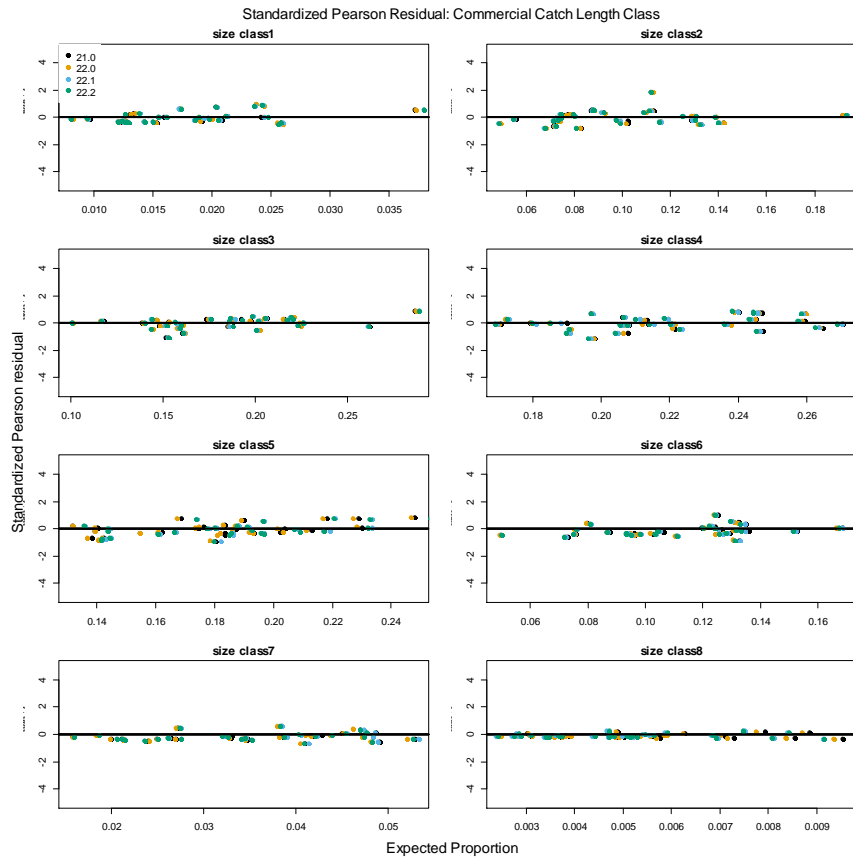 Standardized Pearson Residual: Commercial Catch Length Class
size class1
size class2
21.0
22.0
22.1
22.2
4
2
0
-2
-4
0.010 0.015 0.020 0.025 0.030 0.035
4
2
0
-2
-4
0.06 0.08 0.10 0.12 0.14 0.16 0.18
size class3
size class4
4
2
0
-2
-4
0.10 0.15 0.20 0.25
4
2
0
-2
-4
0.18 0.20 0.22 0.24 0.26
Standardized Pearson residual
size class5
size class6
4
2
0
-2
-4
0.14 0.16 0.18 0.20 0.22 0.24
4
2
0
-2
-4
0.06 0.08 0.10 0.12 0.14 0.16
size class7
size class8
4
2
0
-2
-4
0.02 0.03 0.04 0.05
4
2
0
-2
-4
0.003 0.004 0.005 0.006 0.007 0.008 0.009
Expected Proportion